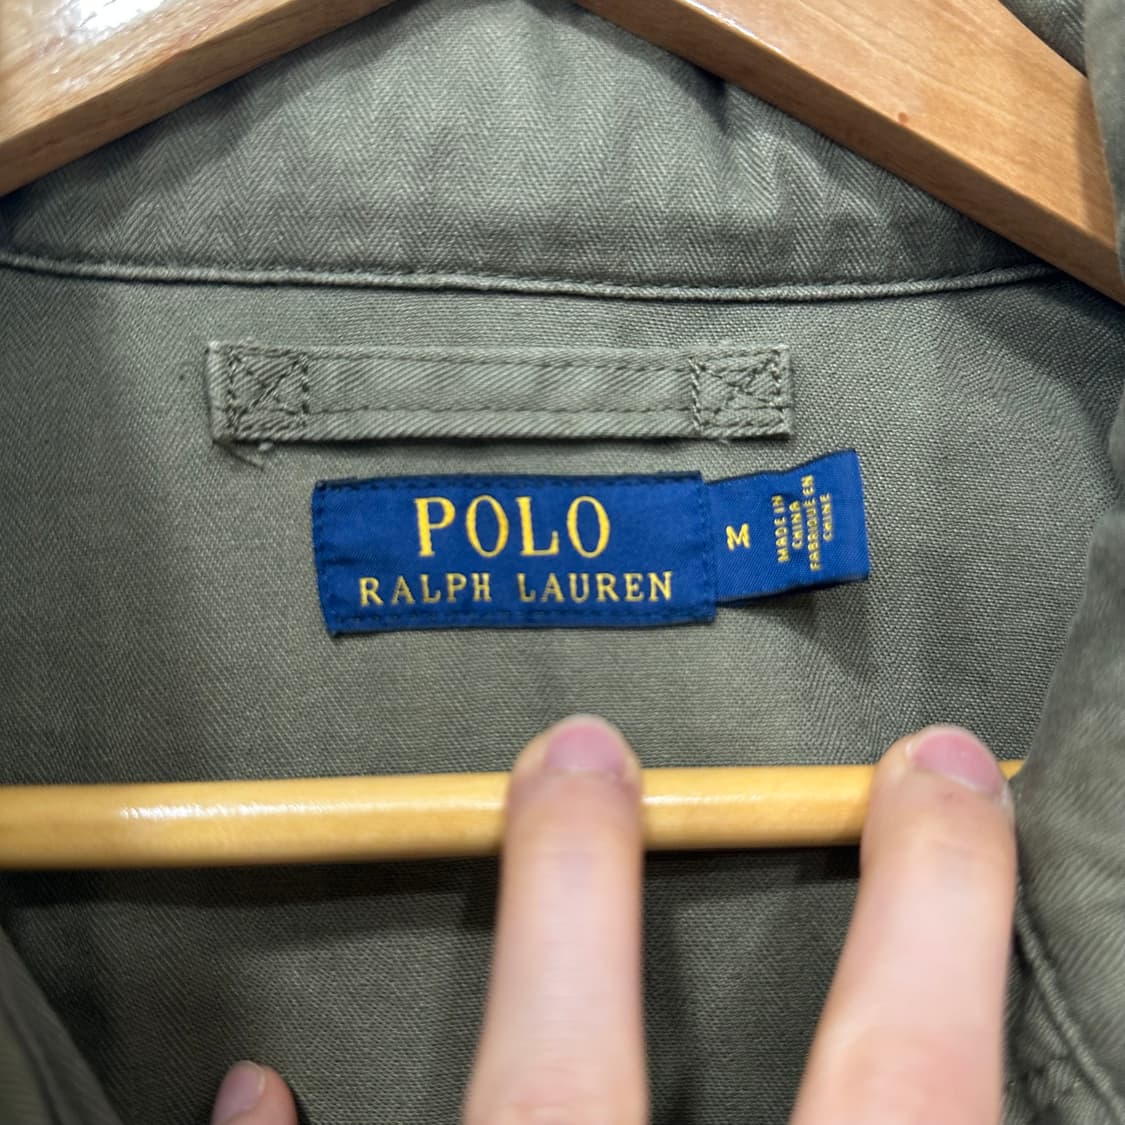 POLO
RALPH LAUREN
M
MADE IN
CHINA
FABRIQUÉ EN
CHINE